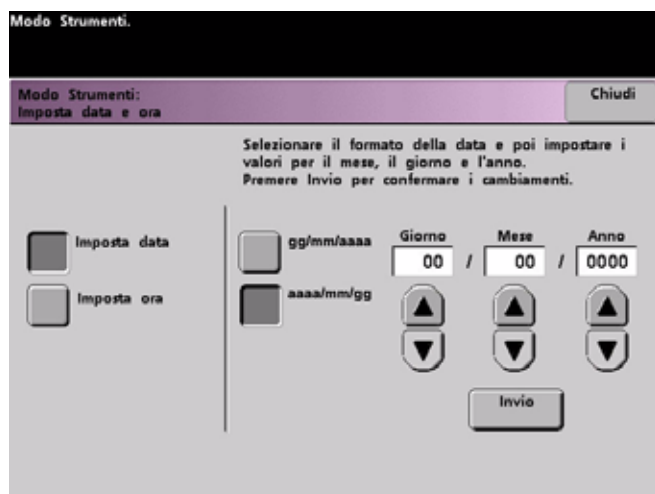 Modo Strumenti.
Modo Strumenti:
Imposta data e ora
Chiudi
Selezionare il formato della data e poi impostare i
valori per il mese, il giorno e l'anno.
Premere Invio per confermare i cambiamenti.
Imposta data
Imposta ora
gg/mm/aaaa
aaaa/mm/gg
Giorno Mese Anno
00 / 00 / 0000
Invio